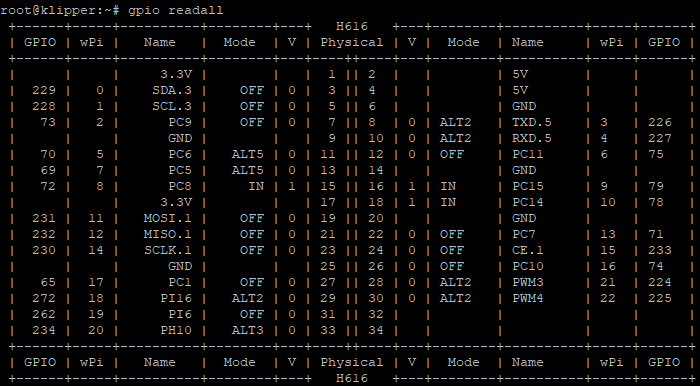 root@klipper:~# gpio readall
+------+-----+----------+--------+---+   H616   +---+--------+----------+-----+------+
| GPIO | wPi |   Name   |  Mode  | V | Physical | V |  Mode  | Name     | wPi | GPIO |
+------+-----+----------+--------+---+----++----+---+--------+----------+-----+------+
|      |     |     3.3V |        |   |  1 || 2  |   |        | 5V       |     |      |
|  229 |   0 |    SDA.3 |    OFF | 0 |  3 || 4  |   |        | 5V       |     |      |
|  228 |   1 |    SCL.3 |    OFF | 0 |  5 || 6  |   |        | GND      |     |      |
|   73 |   2 |      PC9 |    OFF | 0 |  7 || 8  | 0 | ALT2   | TXD.5    | 3   | 226  |
|      |     |      GND |        |   |  9 || 10 | 0 | ALT2   | RXD.5    | 4   | 227  |
|   70 |   5 |      PC6 |   ALT5 | 0 | 11 || 12 | 0 | OFF    | PC11     | 6   | 75   |
|   69 |   7 |      PC5 |   ALT5 | 0 | 13 || 14 |   |        | GND      |     |      |
|   72 |   8 |      PC8 |     IN | 1 | 15 || 16 | 1 | IN     | PC15     | 9   | 79   |
|      |     |     3.3V |        |   | 17 || 18 | 1 | IN     | PC14     | 10  | 78   |
|  231 |  11 |   MOSI.1 |    OFF | 0 | 19 || 20 |   |        | GND      |     |      |
|  232 |  12 |   MISO.1 |    OFF | 0 | 21 || 22 | 0 | OFF    | PC7      | 13  | 71   |
|  230 |  14 |   SCLK.1 |    OFF | 0 | 23 || 24 | 0 | OFF    | CE.1     | 15  | 233  |
|      |     |      GND |        |   | 25 || 26 | 0 | OFF    | PC10     | 16  | 74   |
|   65 |  17 |      PC1 |    OFF | 0 | 27 || 28 | 0 | ALT2   | PWM3     | 21  | 224  |
|  272 |  18 |     PI16 |   ALT2 | 0 | 29 || 30 | 0 | ALT2   | PWM4     | 22  | 225  |
|  262 |  19 |      PI6 |    OFF | 0 | 31 || 32 |   |        |          |     |      |
|  234 |  20 |     PH10 |   ALT3 | 0 | 33 || 34 |   |        |          |     |      |
+------+-----+----------+--------+---+----++----+---+--------+----------+-----+------+
| GPIO | wPi |   Name   |  Mode  | V | Physical | V |  Mode  | Name     | wPi | GPIO |
+------+-----+----------+--------+---+   H616   +---+--------+----------+-----+------+